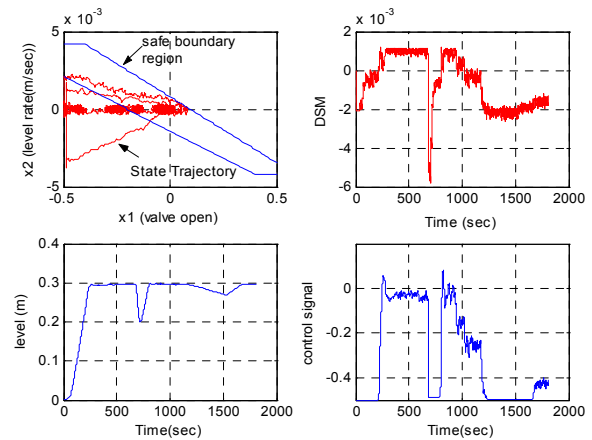 x 10⁻³
5
0
-5
-0.5
0
0.5
x2 (level rate(m/sec))
x1 (valve open)
safe boundary
region
State Trajectory
x 10⁻³
2
0
-2
-4
-6
0
500
1000
1500
2000
DSM
Time (sec)
0.4
0.3
0.2
0.1
0
0
500
1000
1500
2000
level (m)
Time(sec)
0
-0.2
-0.4
0
500
1000
1500
2000
control signal
Time(sec)